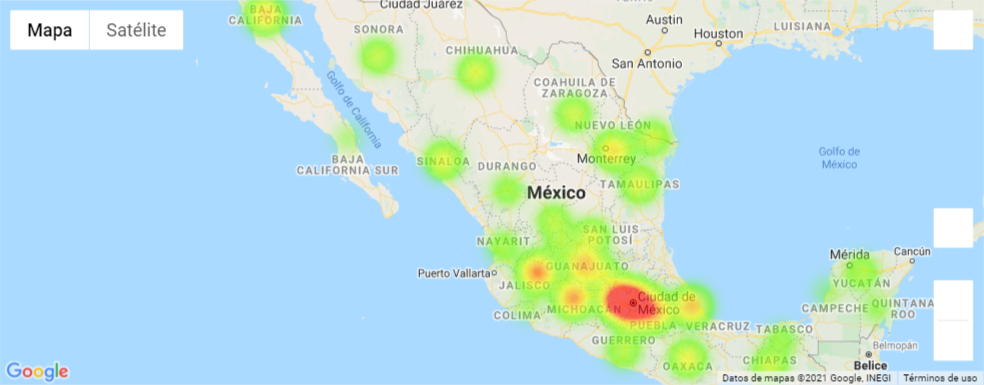 Mapa
Satélite
BAJA
CALIFORNIA
Ciudad Juárez
SONORA
CHIHUAHUA
Austin
Houston
San Antonio
LUISIANA
COAHUILA DE
ZARAGOZA
Golfo de California
NUEVO LEÓN
Monterrey
BAJA
CALIFORNIA SUR
SINALOA
DURANGO
México
TAMAULIPAS
Golfo de
México
NAYARIT
SAN LUIS
POTOSÍ
Puerto Vallarta
GUANAJUATO
JALISCO
COLIMA
MICHOACÁN
Ciudad de
México
Mérida
Cancún
YUCATÁN
CAMPECHE
QUINTANA
ROO
PUEBLA
VERACRUZ
TABASCO
GUERRERO
OAXACA
CHIAPAS
Belmopán
Belice
Google
Datos de mapas ©2021 Google, INEGI
Términos de uso